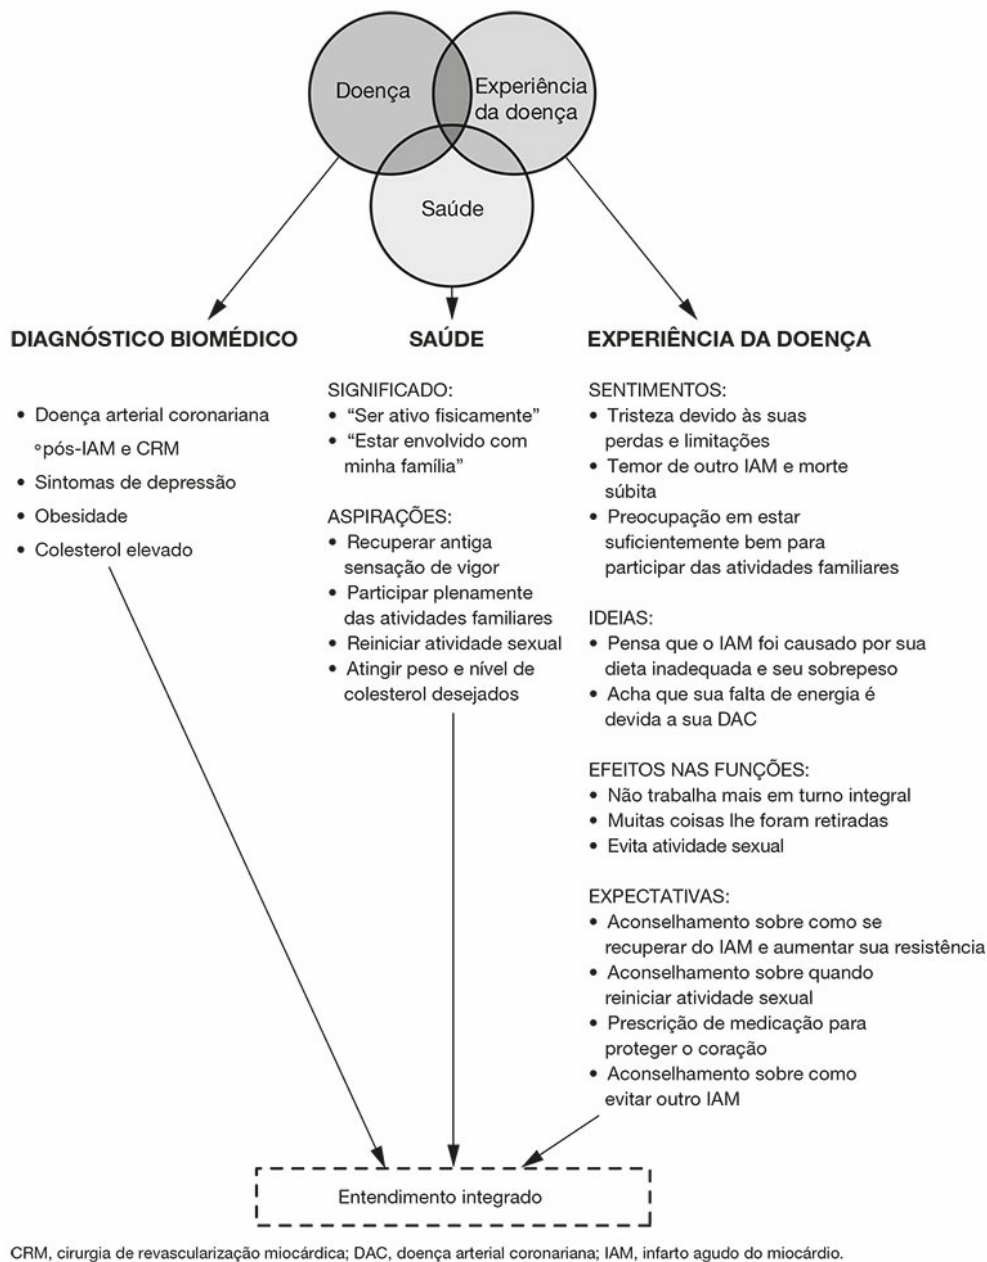 Doença
Experiência
da doença
Saúde
DIAGNÓSTICO BIOMÉDICO
• Doença arterial coronariana
°pós-IAM e CRM
• Sintomas de depressão
• Obesidade
• Colesterol elevado
SAÚDE
SIGNIFICADO:
• “Ser ativo fisicamente”
• “Estar envolvido com
minha família”
ASPIRAÇÕES:
• Recuperar antiga
sensação de vigor
• Participar plenamente
das atividades familiares
• Reiniciar atividade sexual
• Atingir peso e nível de
colesterol desejados
EXPERIÊNCIA DA DOENÇA
SENTIMENTOS:
• Tristeza devido às suas
perdas e limitações
• Temor de outro IAM e morte
súbita
• Preocupação em estar
suficientemente bem para
participar das atividades familiares
IDEIAS:
• Pensa que o IAM foi causado por sua
dieta inadequada e seu sobrepeso
• Acha que sua falta de energia é
devida a sua DAC
EFEITOS NAS FUNÇÕES:
• Não trabalha mais em turno integral
• Muitas coisas lhe foram retiradas
• Evita atividade sexual
EXPECTATIVAS:
• Aconselhamento sobre como se
recuperar do IAM e aumentar sua resistência
• Aconselhamento sobre quando
reiniciar atividade sexual
• Prescrição de medicação para
proteger o coração
• Aconselhamento sobre como
evitar outro IAM
Entendimento integrado
CRM, cirurgia de revascularização miocárdica; DAC, doença arterial coronariana; IAM, infarto agudo do miocárdio.